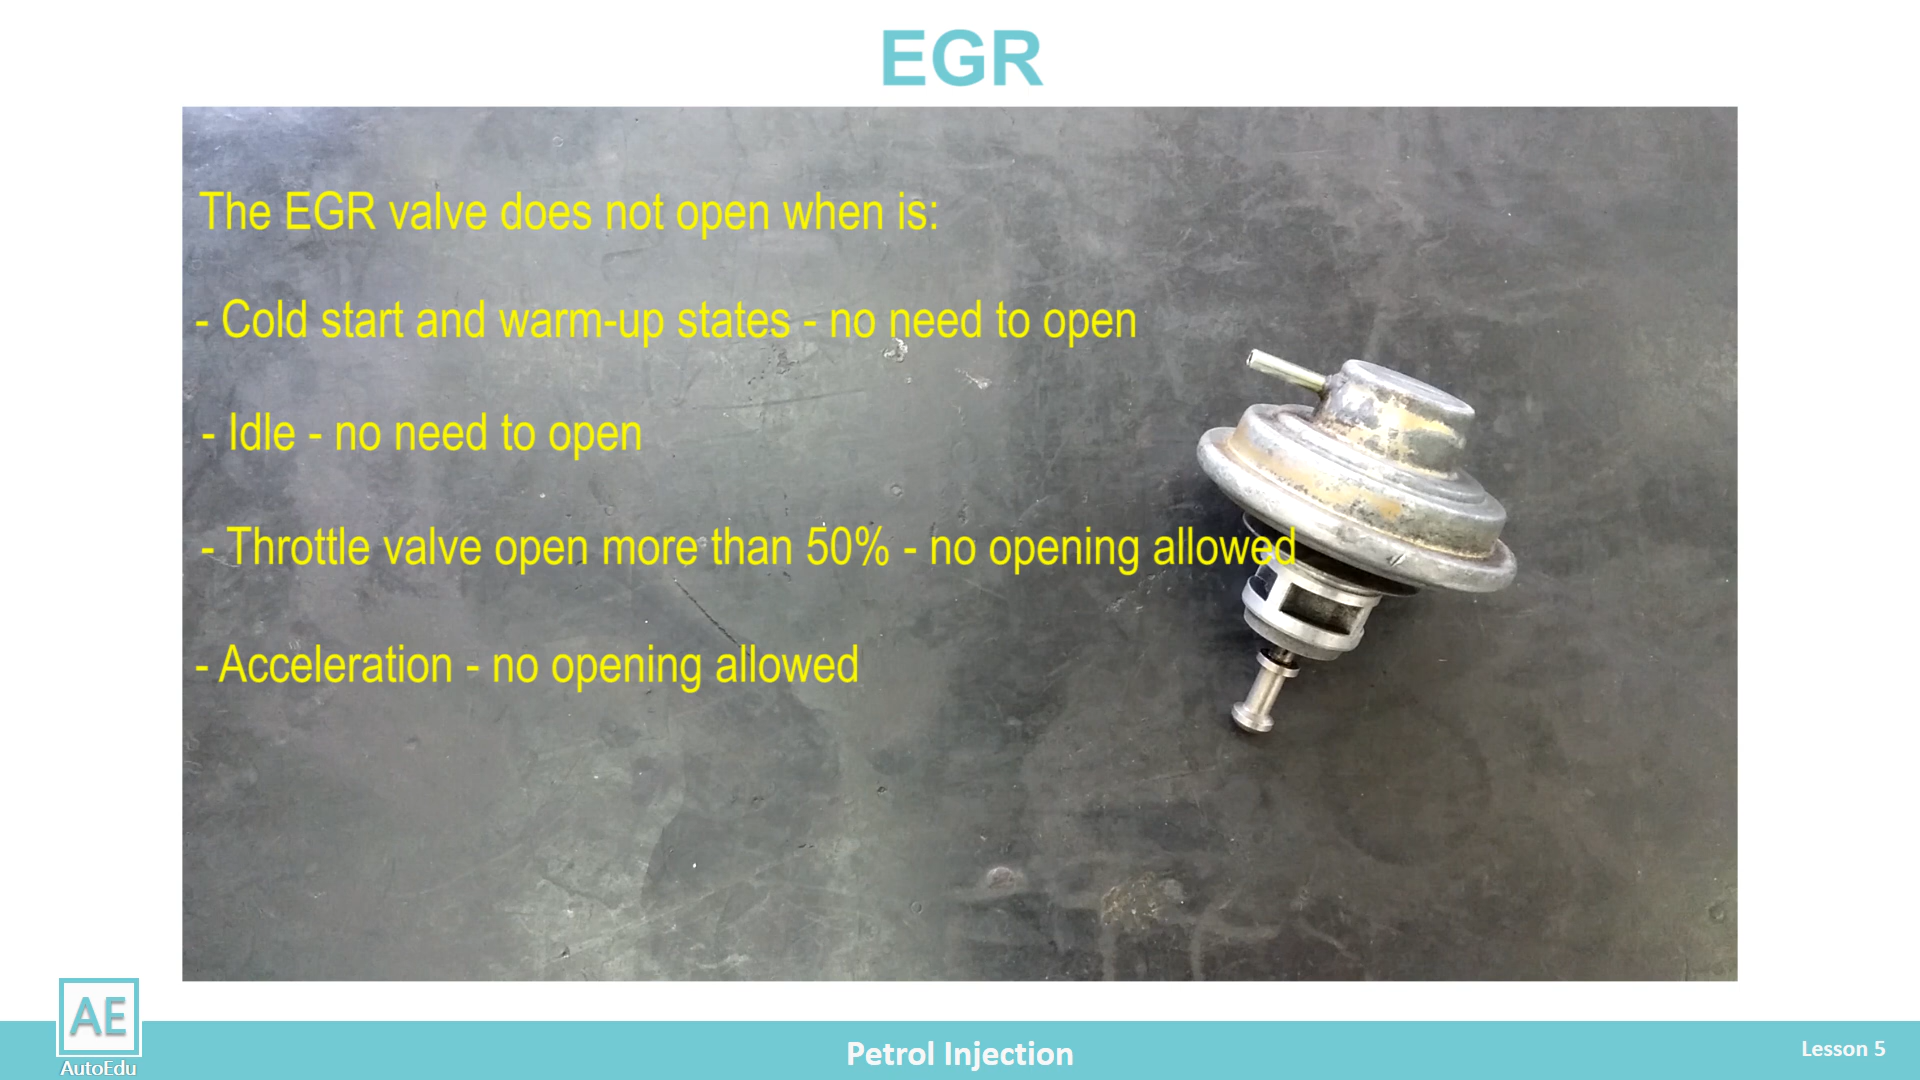 EGR
The EGR valve does not open when is:
- Cold start and warm-up states - no need to open
- Idle - no need to open
- Throttle valve open more than 50% - no opening allowed
- Acceleration - no opening allowed
AE
AutoEdu
Petrol Injection
Lesson 5